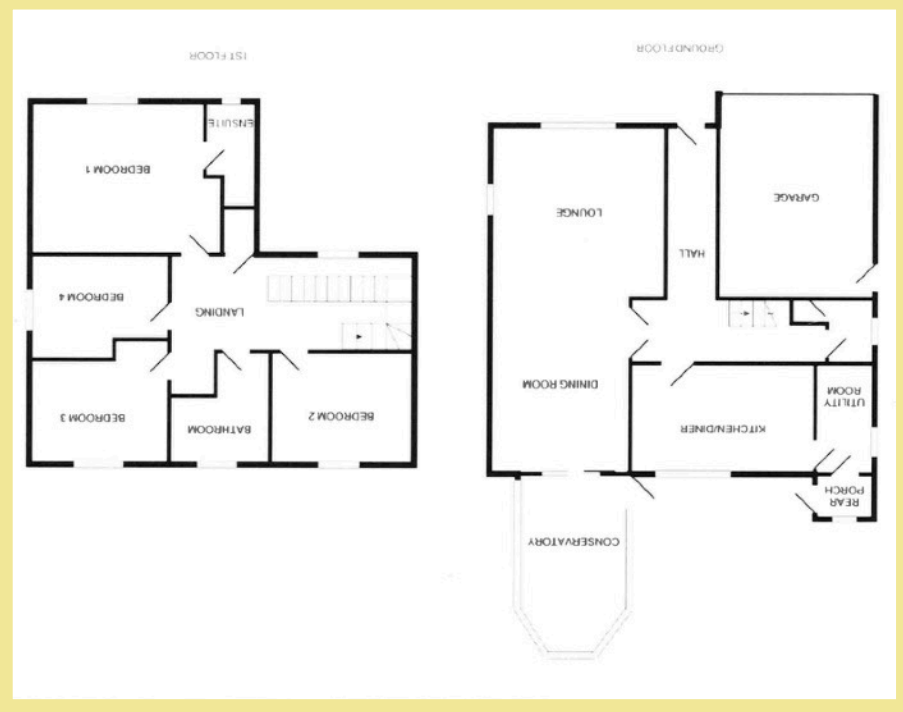 CONSERVATORY
REAR
PORCH
KITCHEN/DINER
UTILITY
ROOM
DINING ROOM
HALL
LOUNGE
GARAGE
GROUND FLOOR
BATHROOM
BEDROOM 3
BEDROOM 2
LANDING
BEDROOM 4
BEDROOM 1
ENSUITE
1ST FLOOR